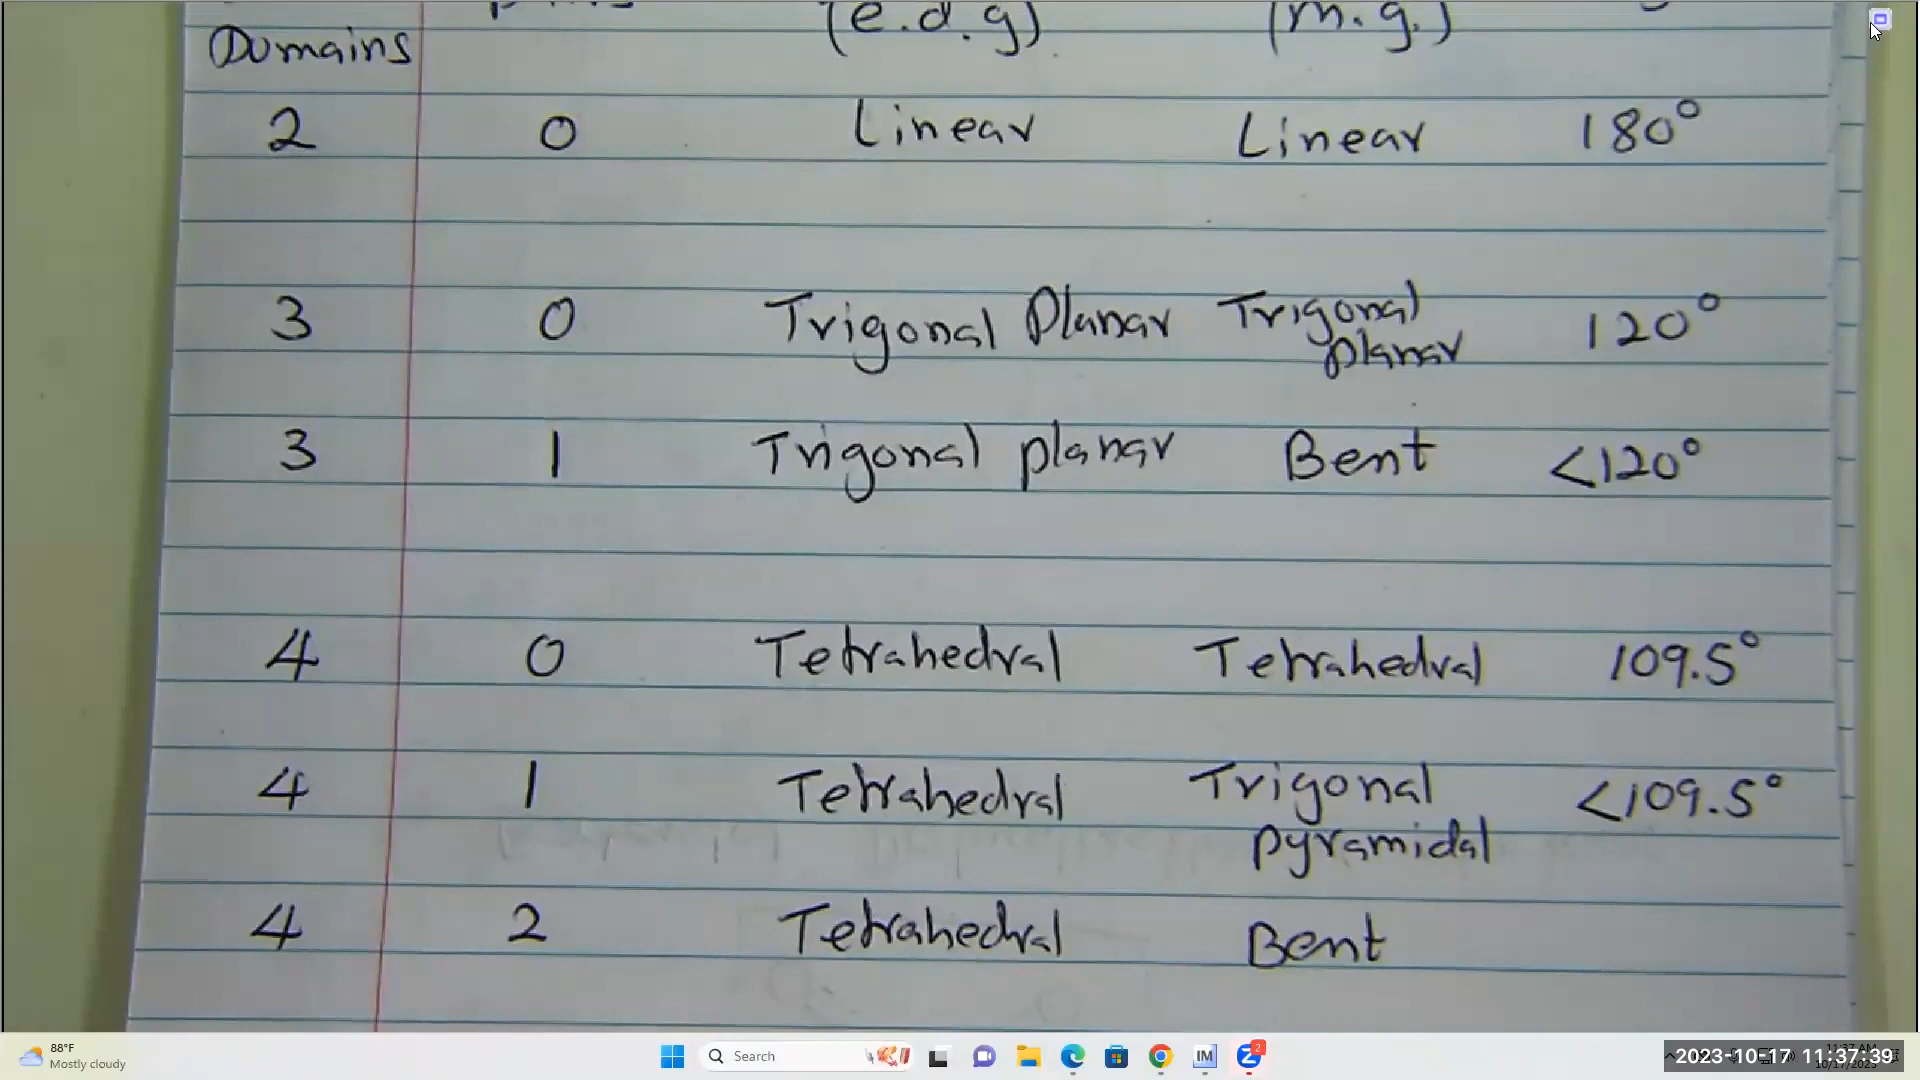 (e.d.g) (m.g.)
Domains
2 0 Linear Linear 180°
3 0 Trigonal Planar Trigonal planar 120°
3 1 Trigonal planar Bent <120°
4 0 Tetrahedral Tetrahedral 109.5°
4 1 Tetrahedral Trigonal pyramidal <109.5°
4 2 Tetrahedral Bent
88°F
Mostly cloudy
Search
IM
Z
2
2023-10-17 11:37:39